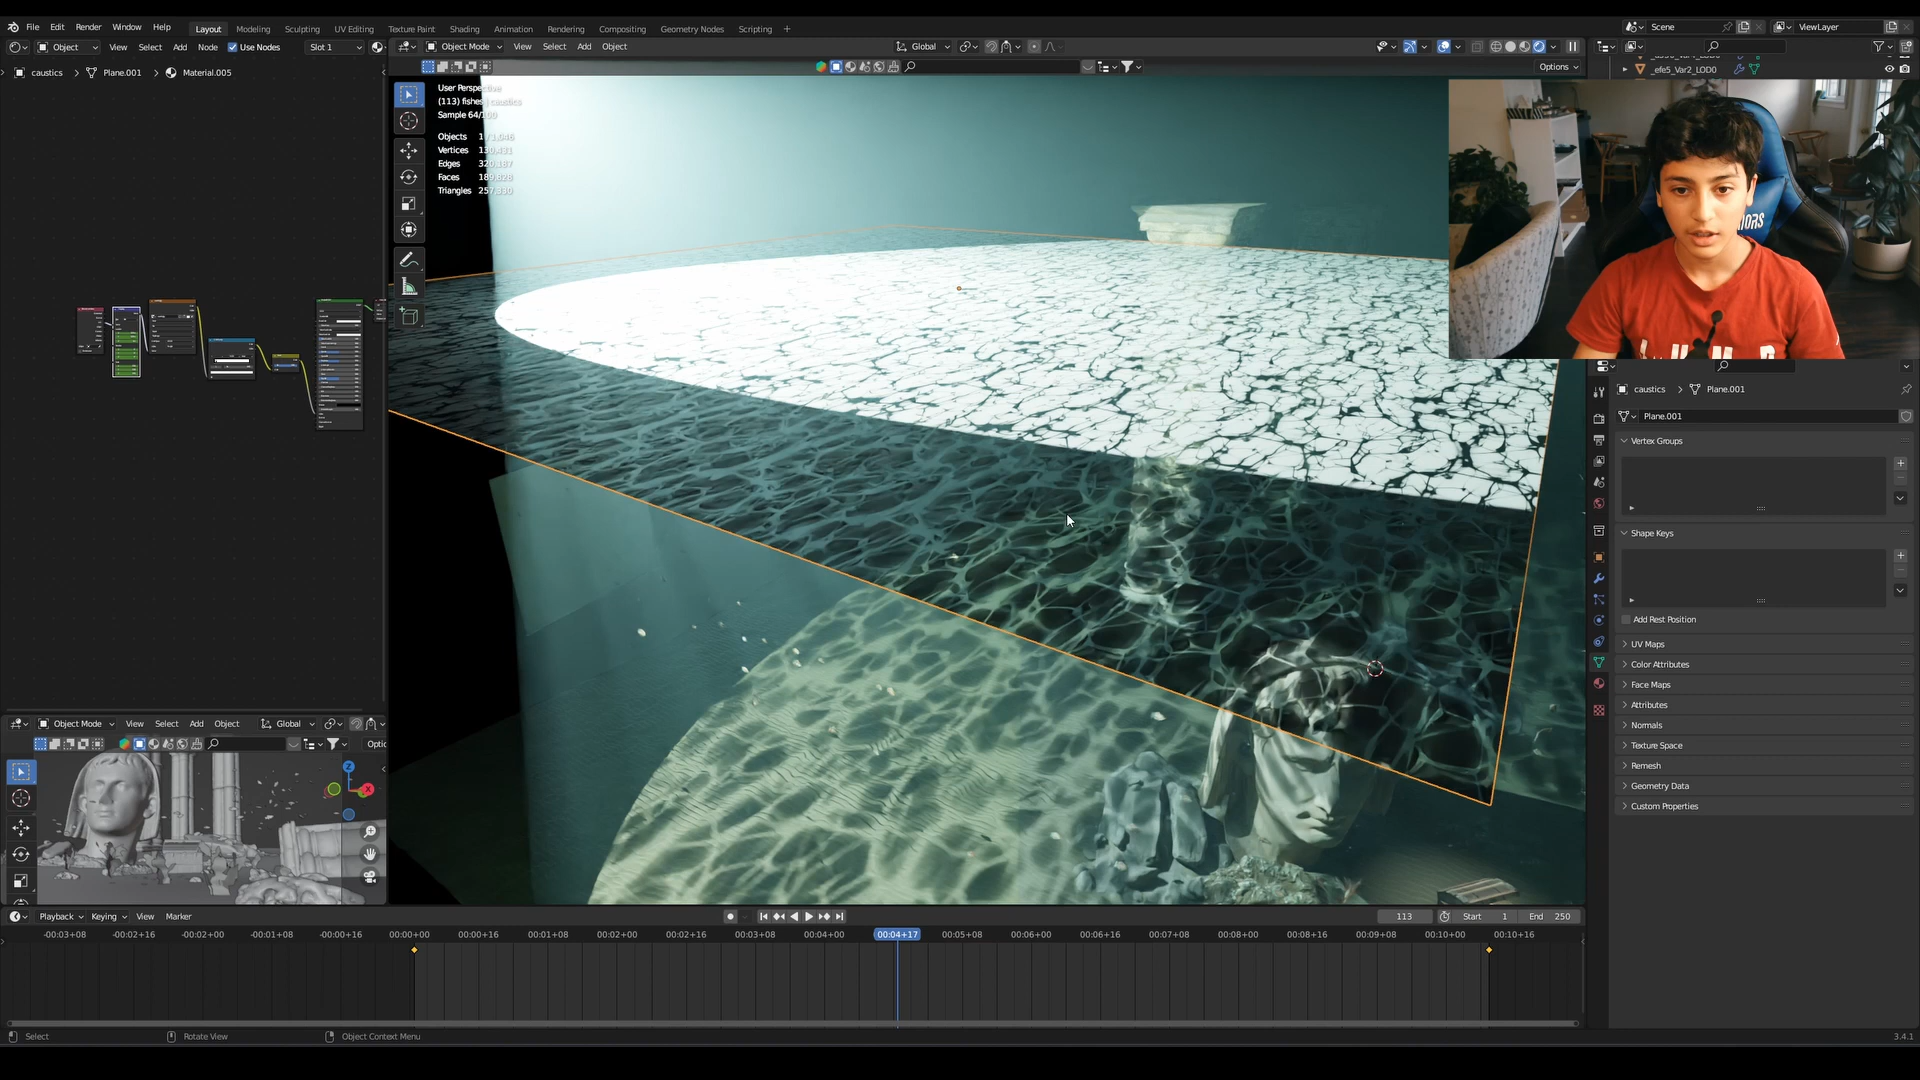 File Edit Render Window Help Layout Modeling Sculpting UV Editing Texture Paint Shading Animation Rendering Compositing Geometry Nodes Scripting + Scene ViewLayer
Object View Select Add Node Use Nodes Slot 1 Object Mode View Select Add Object Global
Options
_efe5_Var2_LOD0
caustics > Plane.001 > Material.005
User Perspective
(113) fishes caustics
Sample 64/100
Objects
Vertices
Edges
Faces
Triangles
caustics > Plane.001
Plane.001
Vertex Groups
Shape Keys
Add Rest Position
UV Maps
Color Attributes
Face Maps
Attributes
Normals
Texture Space
Remesh
Geometry Data
Custom Properties
Object Mode View Select Add Object Global
Optic
Z
X
Playback Keying View Marker 113 Start 1 End 250
-00:03+08 -00:02+16 -00:02+00 -00:01+08 -00:00+16 00:00+00 00:00+16 00:01+08 00:02+00 00:02+16 00:03+08 00:04+00 00:04+17 00:05+08 00:06+00 00:06+16 00:07+08 00:08+00 00:08+16 00:09+08 00:10+00 00:10+16
Select Rotate View Object Context Menu 3.4.1